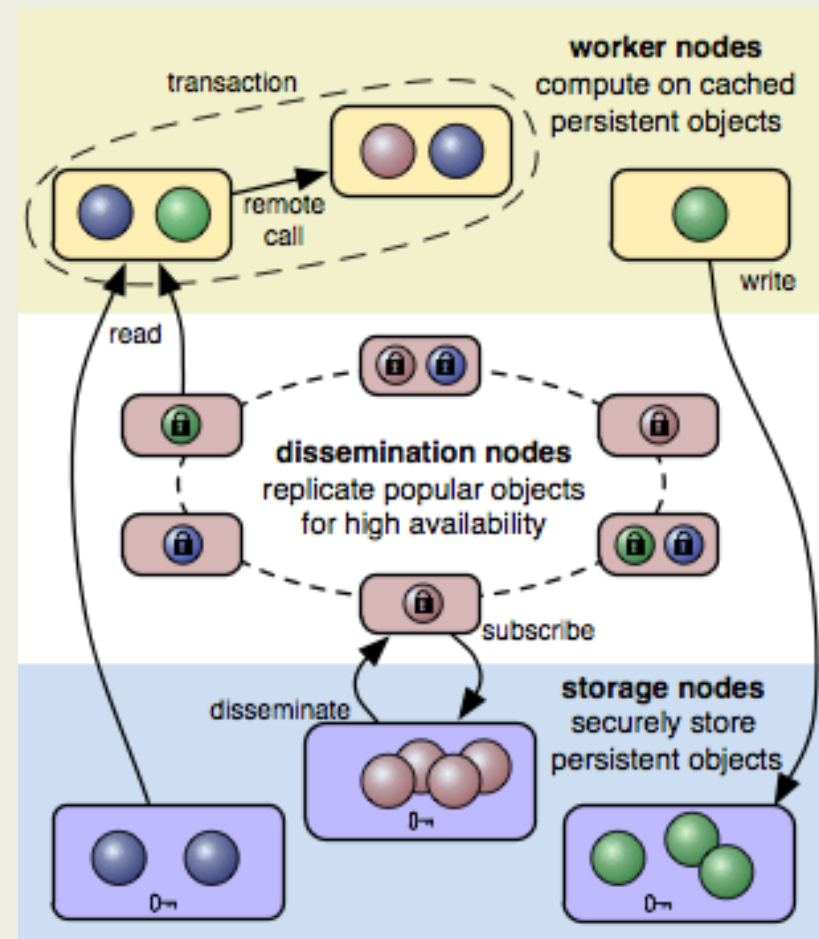 worker nodes
compute on cached
persistent objects
transaction
remote
call
write
read
dissemination nodes
replicate popular objects
for high availability
subscribe
disseminate
storage nodes
securely store
persistent objects